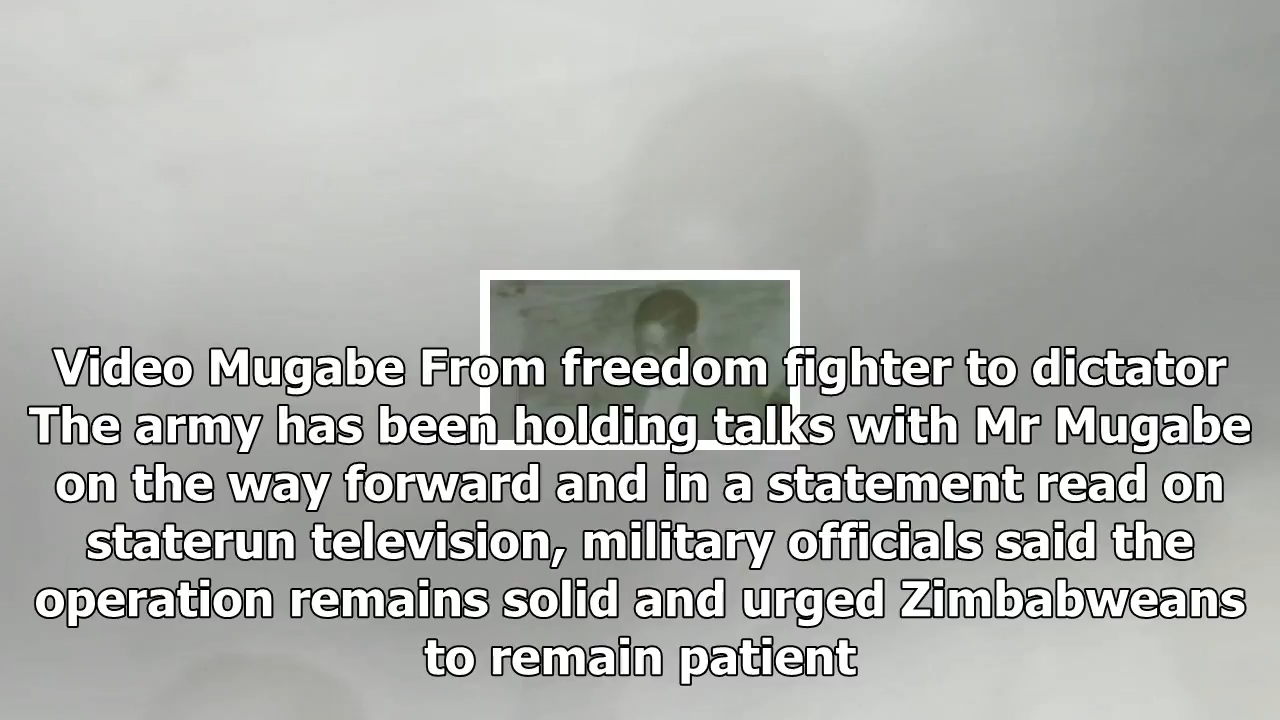 Video Mugabe From freedom fighter to dictator
The army has been holding talks with Mr Mugabe
on the way forward and in a statement read on
staterun television, military officials said the
operation remains solid and urged Zimbabweans
to remain patient